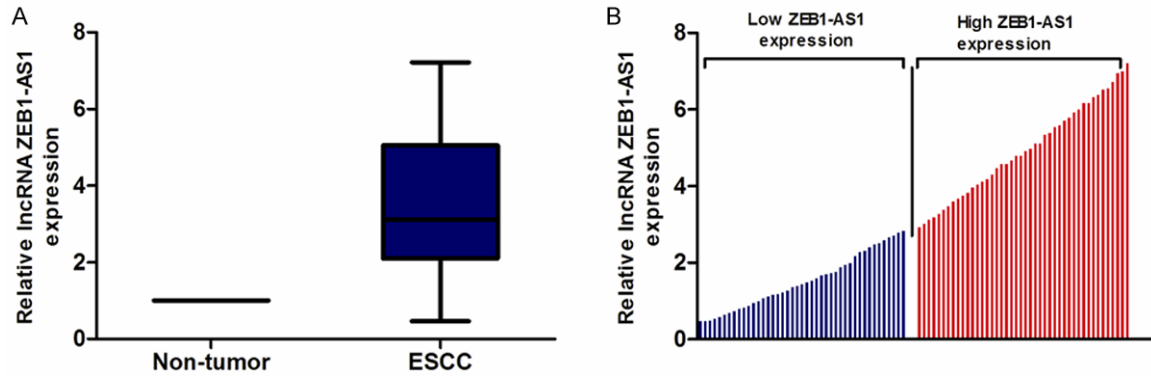 A
Relative lncRNA ZEB1-AS1
expression
8
6
4
2
0
Non-tumor
ESCC
B
Relative lncRNA ZEB1-AS1
expression
8
6
4
2
0
Low ZEB1-AS1
expression
High ZEB1-AS1
expression